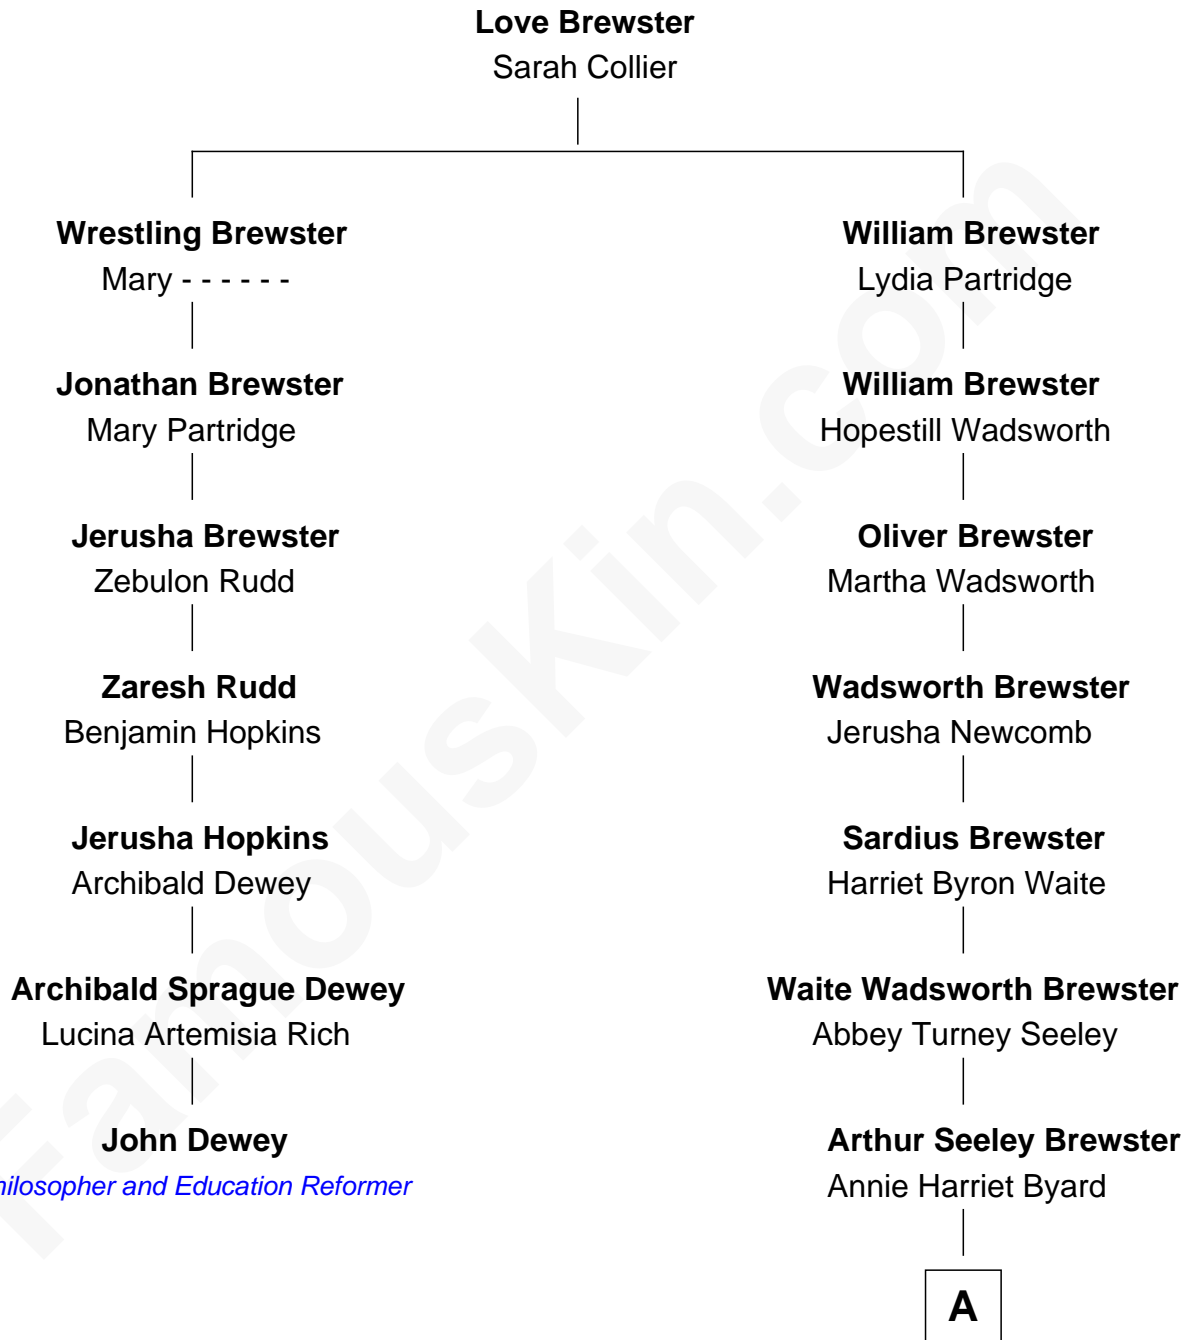 Love Brewster
Sarah Collier
Wrestling Brewster
Mary - - - - - -
William Brewster
Lydia Partridge
Jonathan Brewster
Mary Partridge
William Brewster
Hopestill Wadsworth
Jerusha Brewster
Zebulon Rudd
Oliver Brewster
Martha Wadsworth
Zaresh Rudd
Benjamin Hopkins
Wadsworth Brewster
Jerusha Newcomb
Jerusha Hopkins
Archibald Dewey
Sardius Brewster
Harriet Byron Waite
Archibald Sprague Dewey
Lucina Artemisia Rich
Waite Wadsworth Brewster
Abbey Turney Seeley
John Dewey
hilosopher and Education Reformer
Arthur Seeley Brewster
Annie Harriet Byard
A
FamousKin.com